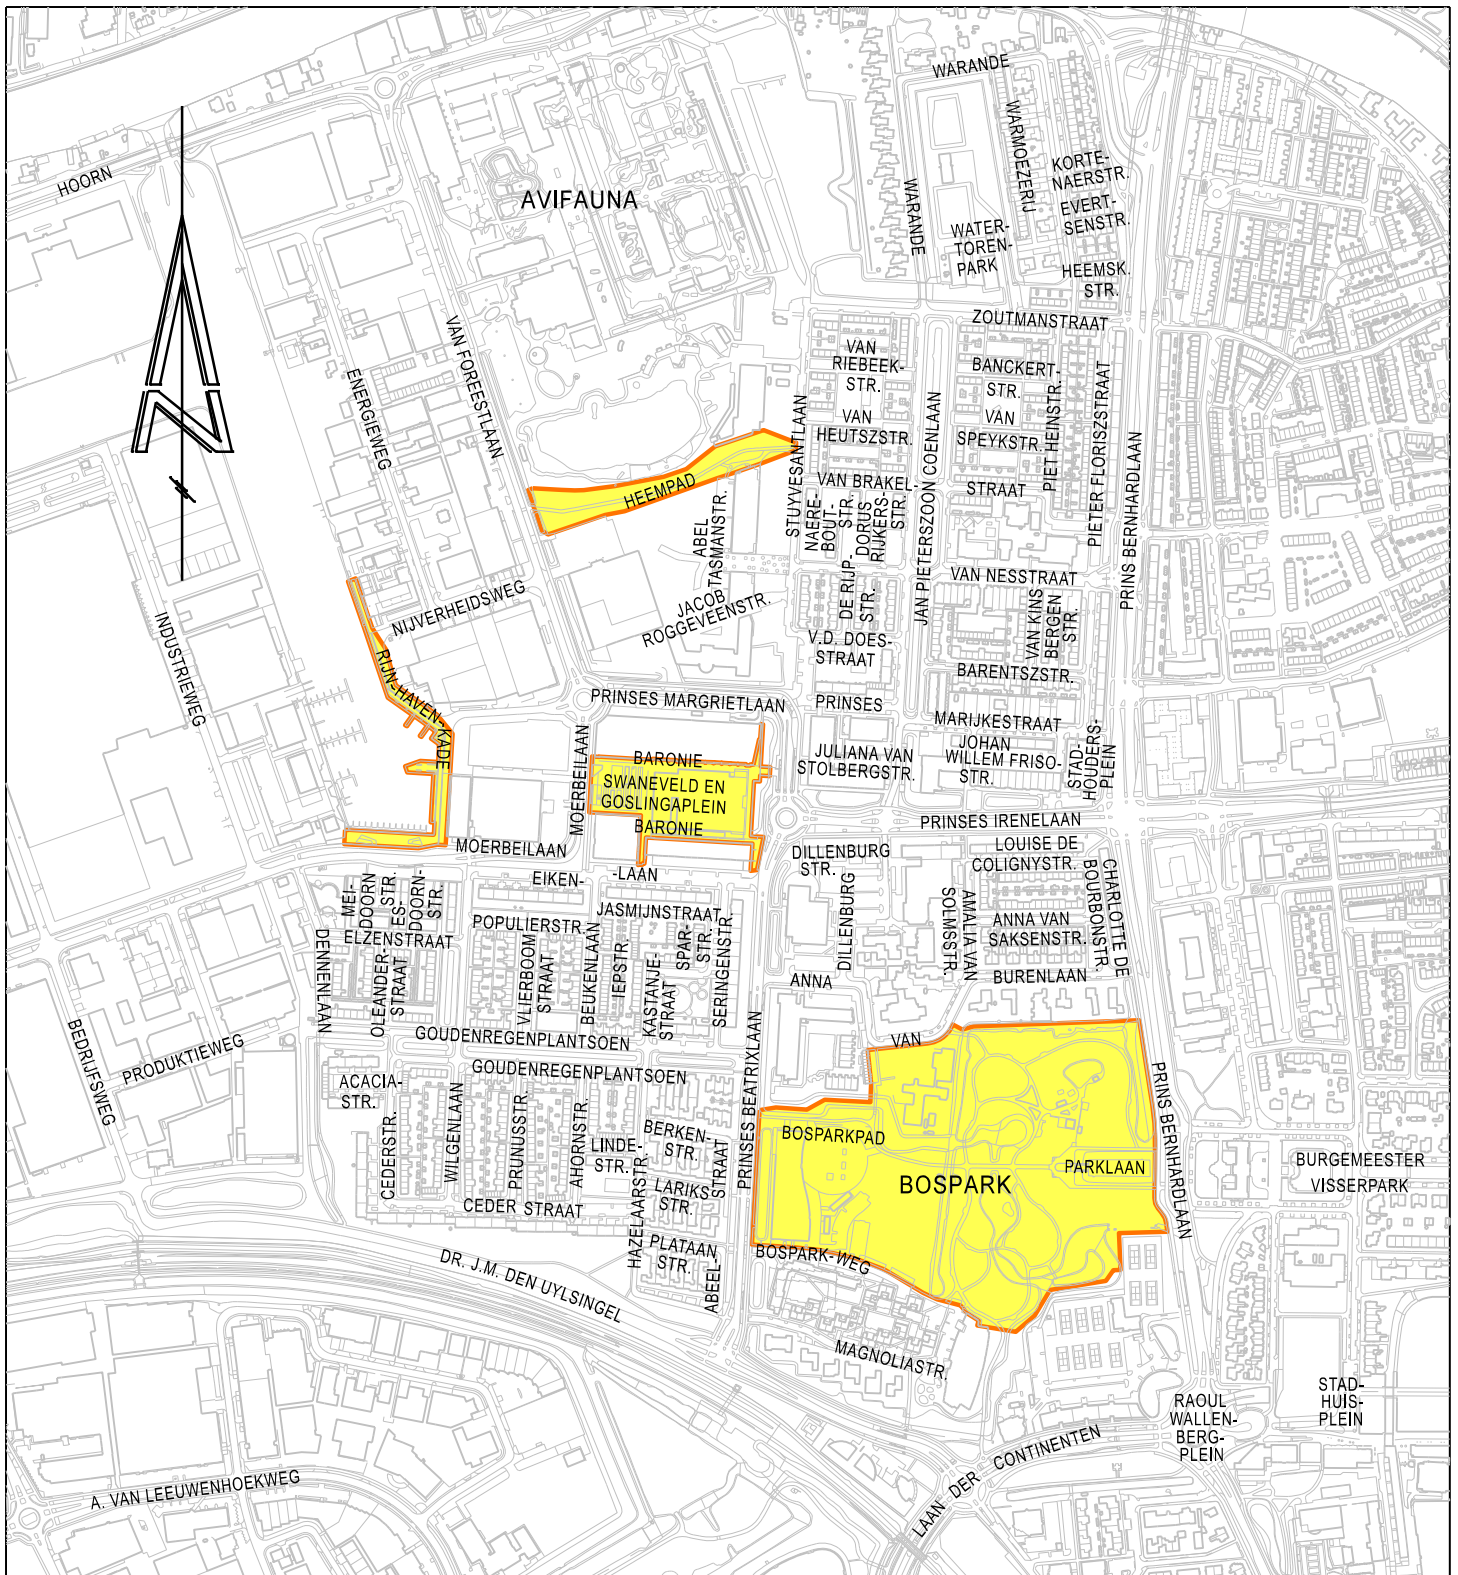 WARANDE
HOORN
AVIFAUNA
WARMOEZERIJ
KORTE-
NAERSTR.
EVERT-
SENSTR.
WARANDE
WATER-
TOREN-
PARK
HEEMSK.
STR.
ZOUTMANSTRAAT
VAN FOREESTLAAN
ENERGIEWEG
VAN
RIEBEEK-
STR.
BANCKERT-
STR.
VAN
HEUTSZSTR.
VAN
SPEYKSTR.
PIET HEINSTR.
PIETER FLORISZSTRAAT
PRINS BERNHARDLAAN
STUYVESANTLAAN
JAN PIETERSZOON COENLAAN
HEEMPAD
VAN BRAKEL-
STRAAT
NAERE-
BOUT-
STR.
DORUS
RIJKERS-
STR.
ABEL
TASMANSTR.
DE RIJP-
STR.
VAN NESSTRAAT
VAN KINS
BERGEN
STR.
NIJVERHEIDSWEG
JACOB
ROGGEVEENSTR.
INDUSTRIEWEG
RIJN-HAVEN-KADE
V.D. DOES-
STRAAT
BARENTSZSTR.
PRINSES MARGRIETLAAN
PRINSES
MARIJKESTRAAT
MOERBEILAAN
BARONIE
SWANEVELD EN
GOSLINGAPLEIN
BARONIE
JULIANA VAN
STOLBERGSTR.
JOHAN
WILLEM FRISO-
STR.
STAD-
HOUDERS-
PLEIN
PRINSES IRENELAAN
MOERBEILAAN
EIKEN-
-LAAN
DILLENBURG
STR.
LOUISE DE
COLIGNYSTR.
CHARLOTTE DE
BOURBONSTR.
MEI-
DOORN
STR.
ES-
DOORN-
STR.
POPULIERSTR.
JASMIJNSTRAAT
DILLENBURG
SOLMSSTR.
AMALIA VAN
ANNA VAN
SAKSENSTR.
ELZENSTRAAT
DENNENLAAN
OLEANDER-
STRAAT
VLIERBOOM
STRAAT
BEUKENLAAN
IEPSTR.
KASTANJE-
STRAAT
SPAR-
STR.
SERINGENSTR.
ANNA
BURENLAAN
VAN
GOUDENREGENPLANTSOEN
GOUDENREGENPLANTSOEN
BEDRIJFSWEG
PRODUKTIEWEG
ACACIA-
STR.
CEDERSTR.
WILGENLAAN
PRUNUSSTR.
AHORNSTR.
LINDE-
STR.
BERKEN-
STR.
PRINSES BEATRIXLAAN
BOSPARKPAD
BOSPARK
PARKLAAN
PRINS BERNHARDLAAN
BURGEMEESTER
VISSERPARK
HAZELAARSTR.
LARIKS
STR.
ABEEL-
STRAAT
CEDER STRAAT
PLATAAN
STR.
BOSPARK-WEG
DR. J.M. DEN UYLSINGEL
MAGNOLIASTR.
RAOUL
WALLEN-
BERG-
PLEIN
STAD-
HUIS-
PLEIN
LAAN DER CONTINENTEN
A. VAN LEEUWENHOEKWEG
N